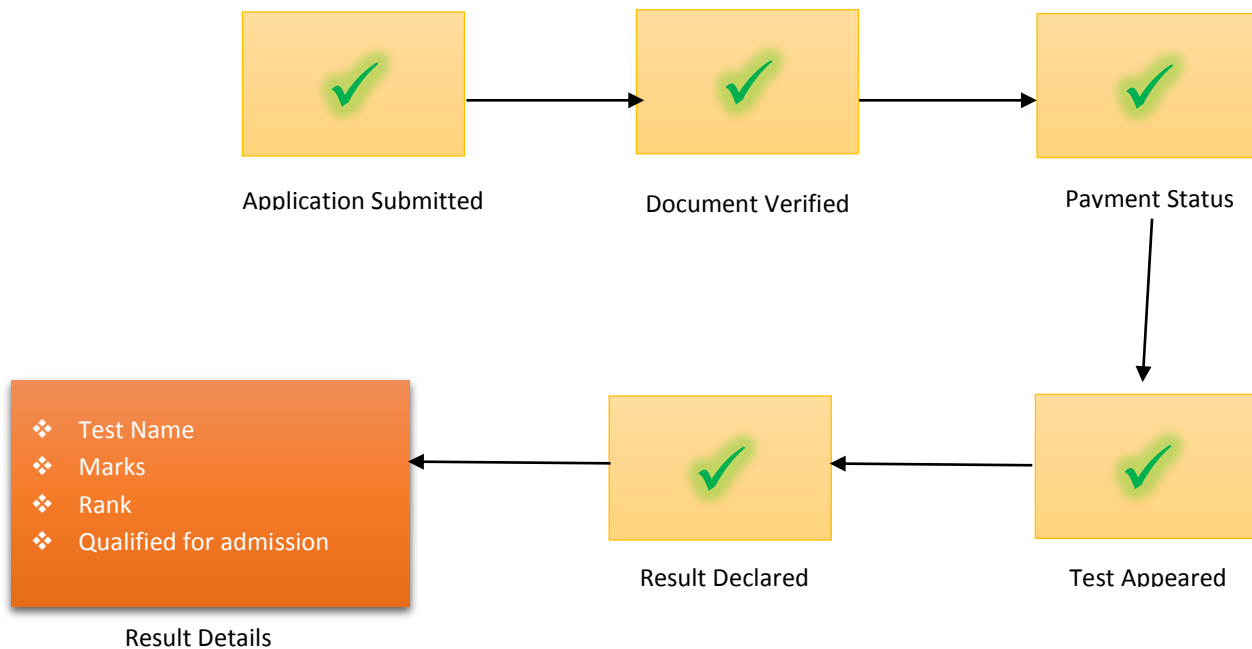 Application Submitted
Document Verified
Payment Status
Test Name
Marks
Rank
Qualified for admission
Result Declared
Test Appeared
Result Details